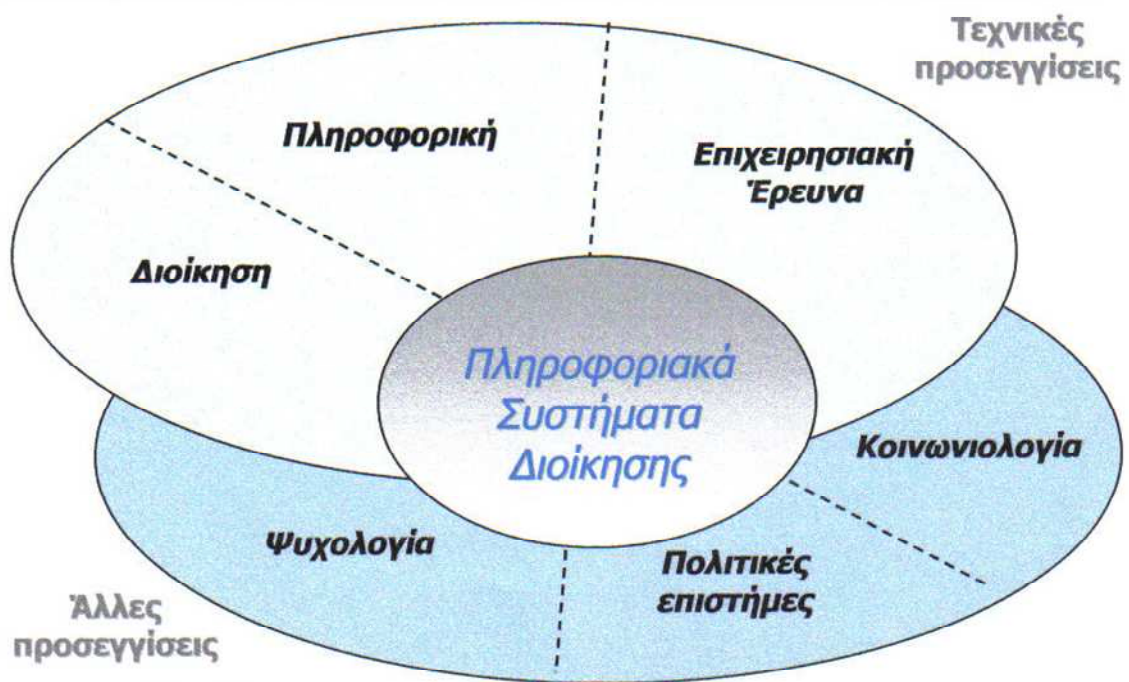 Τεχνικές
προσεγγίσεις
Πληροφορική
Επιχειρησιακή
Έρευνα
Διοίκηση
Πληροφοριακά
Συστήματα
Διοίκησης
Κοινωνιολογία
Ψυχολογία
Πολιτικές
επιστήμες
Άλλες
προσεγγίσεις